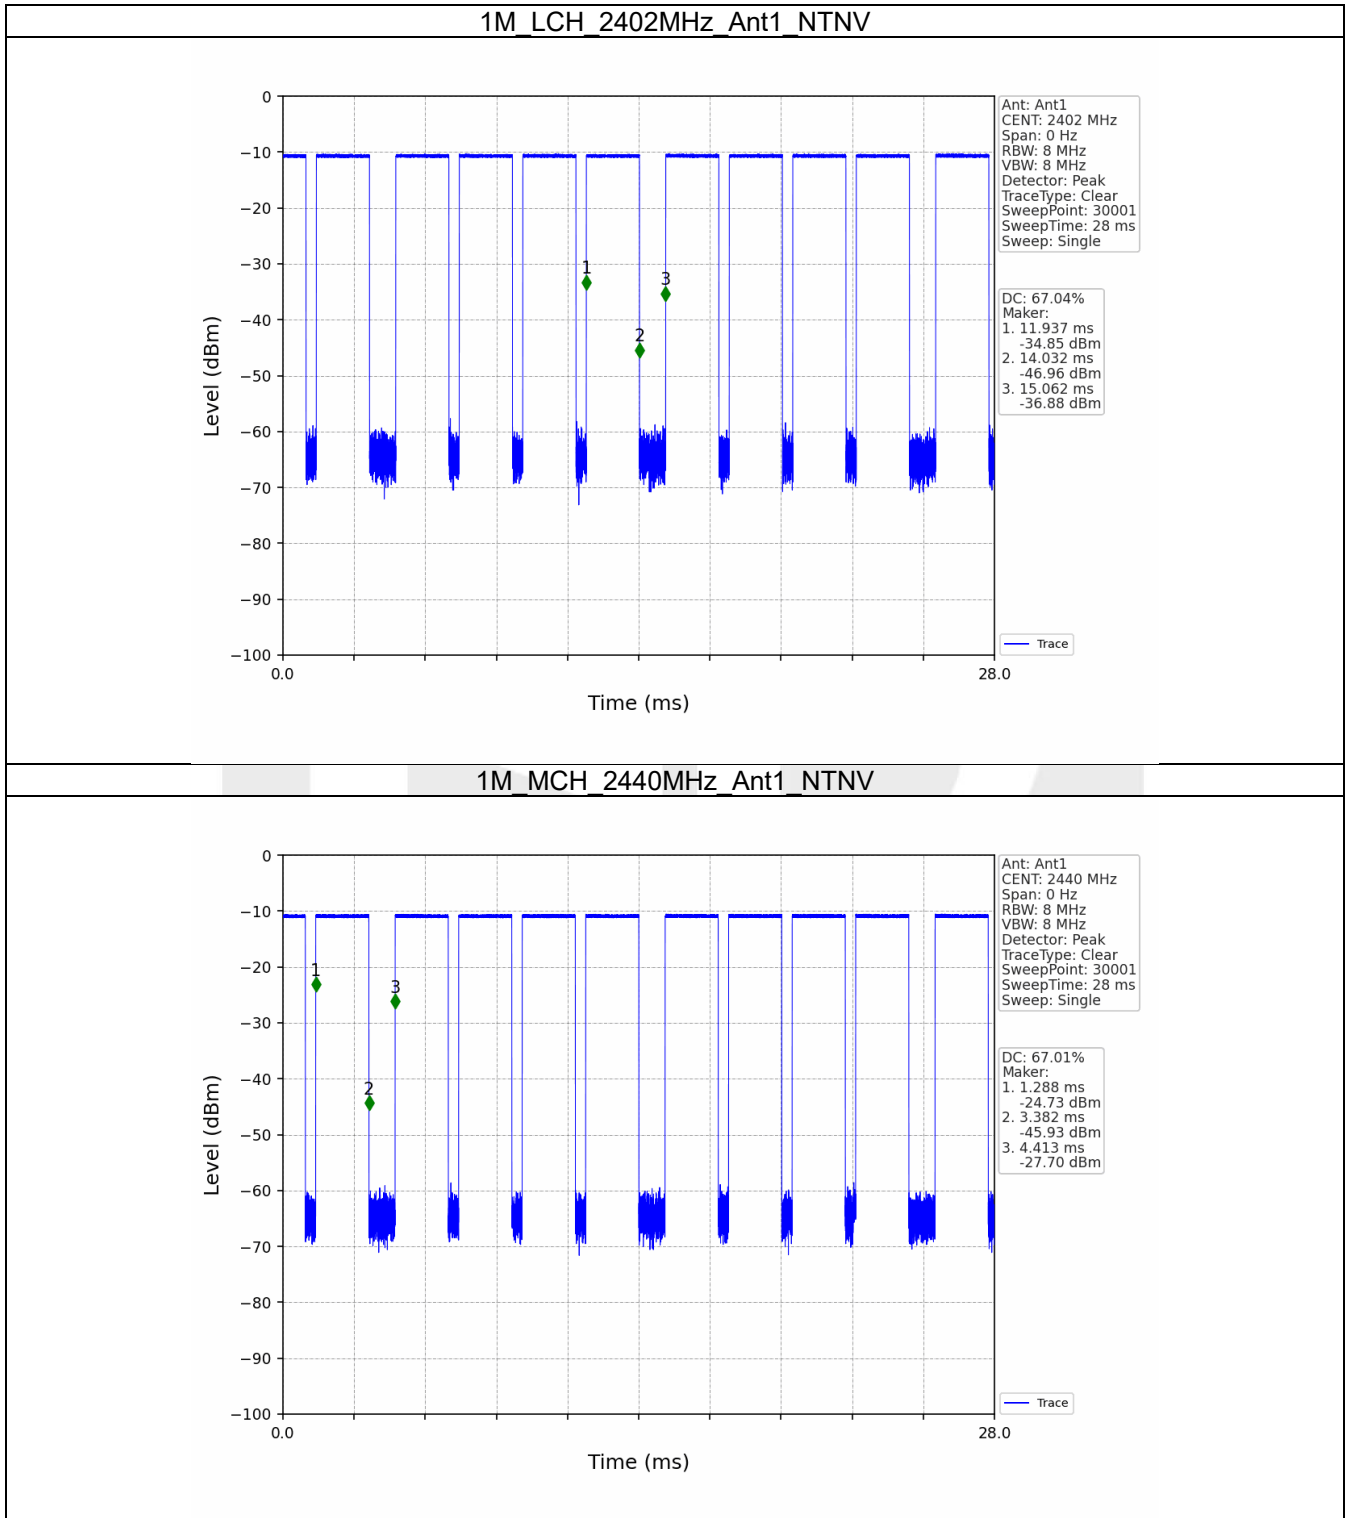 1M_LCH_2402MHz_Ant1_NTNV
0
−10
−20
−30
−40
−50
−60
−70
−80
−90
−100
Level (dBm)
1
2
3
0.0
28.0
Time (ms)
Ant: Ant1
CENT: 2402 MHz
Span: 0 Hz
RBW: 8 MHz
VBW: 8 MHz
Detector: Peak
TraceType: Clear
SweepPoint: 30001
SweepTime: 28 ms
Sweep: Single
DC: 67.04%
Maker:
1. 11.937 ms
-34.85 dBm
2. 14.032 ms
-46.96 dBm
3. 15.062 ms
-36.88 dBm
Trace
1M_MCH_2440MHz_Ant1_NTNV
0
−10
−20
−30
−40
−50
−60
−70
−80
−90
−100
Level (dBm)
1
2
3
0.0
28.0
Time (ms)
Ant: Ant1
CENT: 2440 MHz
Span: 0 Hz
RBW: 8 MHz
VBW: 8 MHz
Detector: Peak
TraceType: Clear
SweepPoint: 30001
SweepTime: 28 ms
Sweep: Single
DC: 67.01%
Maker:
1. 1.288 ms
-24.73 dBm
2. 3.382 ms
-45.93 dBm
3. 4.413 ms
-27.70 dBm
Trace